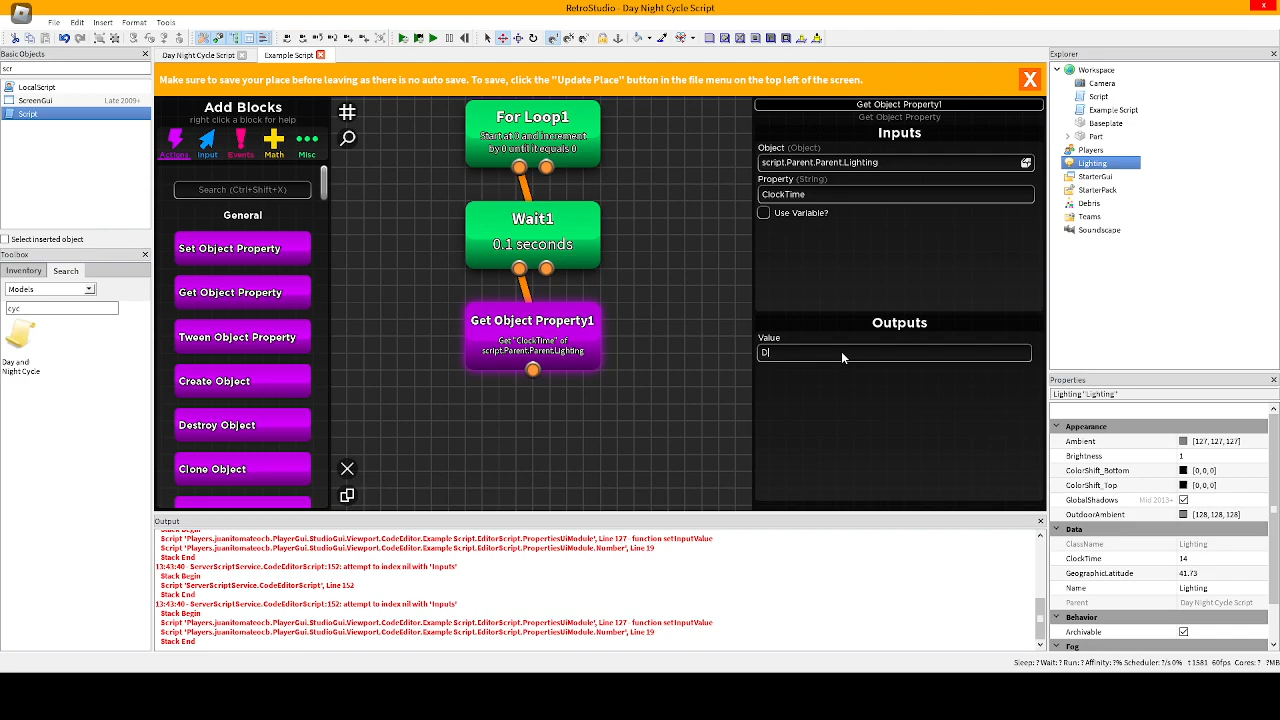 RetroStudio - Day Night Cycle Script
File Edit Insert Format Tools
Basic Objects
scr
LocalScript
ScreenGui Late 2009+
Script
Select inserted object
Toolbox
Inventory Search
Models
cyc
Day and
Night Cycle
Day Night Cycle Script X Example Script X
Make sure to save your place before leaving as there is no auto save. To save, click the "Update Place" button in the file menu on the top left of the screen. X
Add Blocks
right click a block for help
Actions Input Events Math Misc
Search (Ctrl+Shift+X)
General
Set Object Property
Get Object Property
Tween Object Property
Create Object
Destroy Object
Clone Object
For Loop1
Start at 0 and increment
by 0 until it equals 0
Wait1
0.1 seconds
Get Object Property1
Get "ClockTime" of
script.Parent.Parent.Lighting
Get Object Property1
Get Object Property
Inputs
Object (Object)
script.Parent.Parent.Lighting
Property (String)
ClockTime
Use Variable?
Outputs
Value
D
Output
Stack Begin
Script 'Players.juanitomateocb.PlayerGui.StudioGui.Viewport.CodeEditor.Example Script.EditorScript.PropertiesUiModule', Line 127 - function setInputValue
Script 'Players.juanitomateocb.PlayerGui.StudioGui.Viewport.CodeEditor.Example Script.EditorScript.PropertiesUiModule.Number', Line 19
Stack End
13:43:40 - ServerScriptService.CodeEditorScript:152: attempt to index nil with 'Inputs'
Stack Begin
Script 'ServerScriptService.CodeEditorScript', Line 152
Stack End
13:43:40 - ServerScriptService.CodeEditorScript:152: attempt to index nil with 'Inputs'
Stack Begin
Script 'Players.juanitomateocb.PlayerGui.StudioGui.Viewport.CodeEditor.Example Script.EditorScript.PropertiesUiModule', Line 127 - function setInputValue
Script 'Players.juanitomateocb.PlayerGui.StudioGui.Viewport.CodeEditor.Example Script.EditorScript.PropertiesUiModule.Number', Line 19
Stack End
Explorer
Workspace
Camera
Script
Example Script
Baseplate
Part
Players
Lighting
StarterGui
StarterPack
Debris
Teams
Soundscape
Properties
Lighting "Lighting"
Appearance
Ambient [127,127,127]
Brightness 1
ColorShift_Bottom [0,0,0]
ColorShift_Top [0,0,0]
GlobalShadows Mid 2013+
OutdoorAmbient [128,128,128]
Data
ClassName Lighting
ClockTime 14
GeographicLatitude 41.73
Name Lighting
Parent Day Night Cycle Script
Behavior
Archivable
Fog
Sleep: ? Wait: ? Run: ? Affinity: ?% Scheduler: ?/s 0% t 1581 60fps Cores: ? ?MB